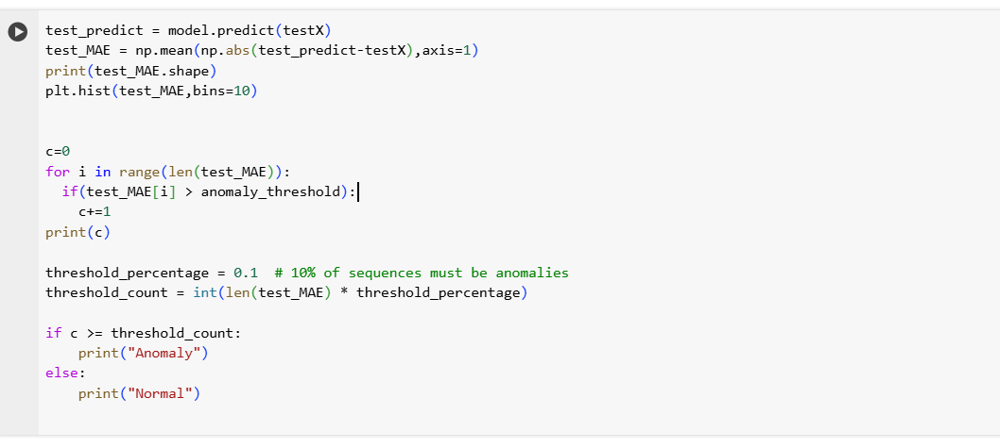 test_predict = model.predict(testX)
test_MAE = np.mean(np.abs(test_predict-testX),axis=1)
print(test_MAE.shape)
plt.hist(test_MAE,bins=10)
c=0
for i in range(len(test_MAE)):
  if(test_MAE[i] > anomaly_threshold):
    c+=1
print(c)
threshold_percentage = 0.1  # 10% of sequences must be anomalies
threshold_count = int(len(test_MAE) * threshold_percentage)
if c >= threshold_count:
    print("Anomaly")
else:
    print("Normal")